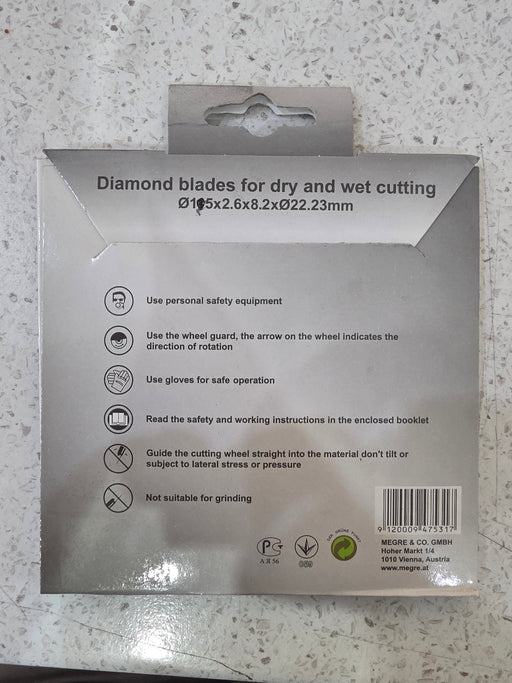 Diamond blades for dry and wet cutting
5x2.6x8.2xØ22.23mm
Use personal safety equipment
Use the wheel guard, the arrow on the wheel indicates the
direction of rotation
Use gloves for safe operation
Read the safety and working instructions in the enclosed booklet
Guide the cutting wheel straight into the material don't tilt or
subject to lateral stress or pressure
Not suitable for grinding
9 120009 475317
MEGRE & CO. GMBH
Hoher Markt 1/4
1010 Vienna, Austria
www.megre.at
А Я 56
DER GRÜNE PUNKT